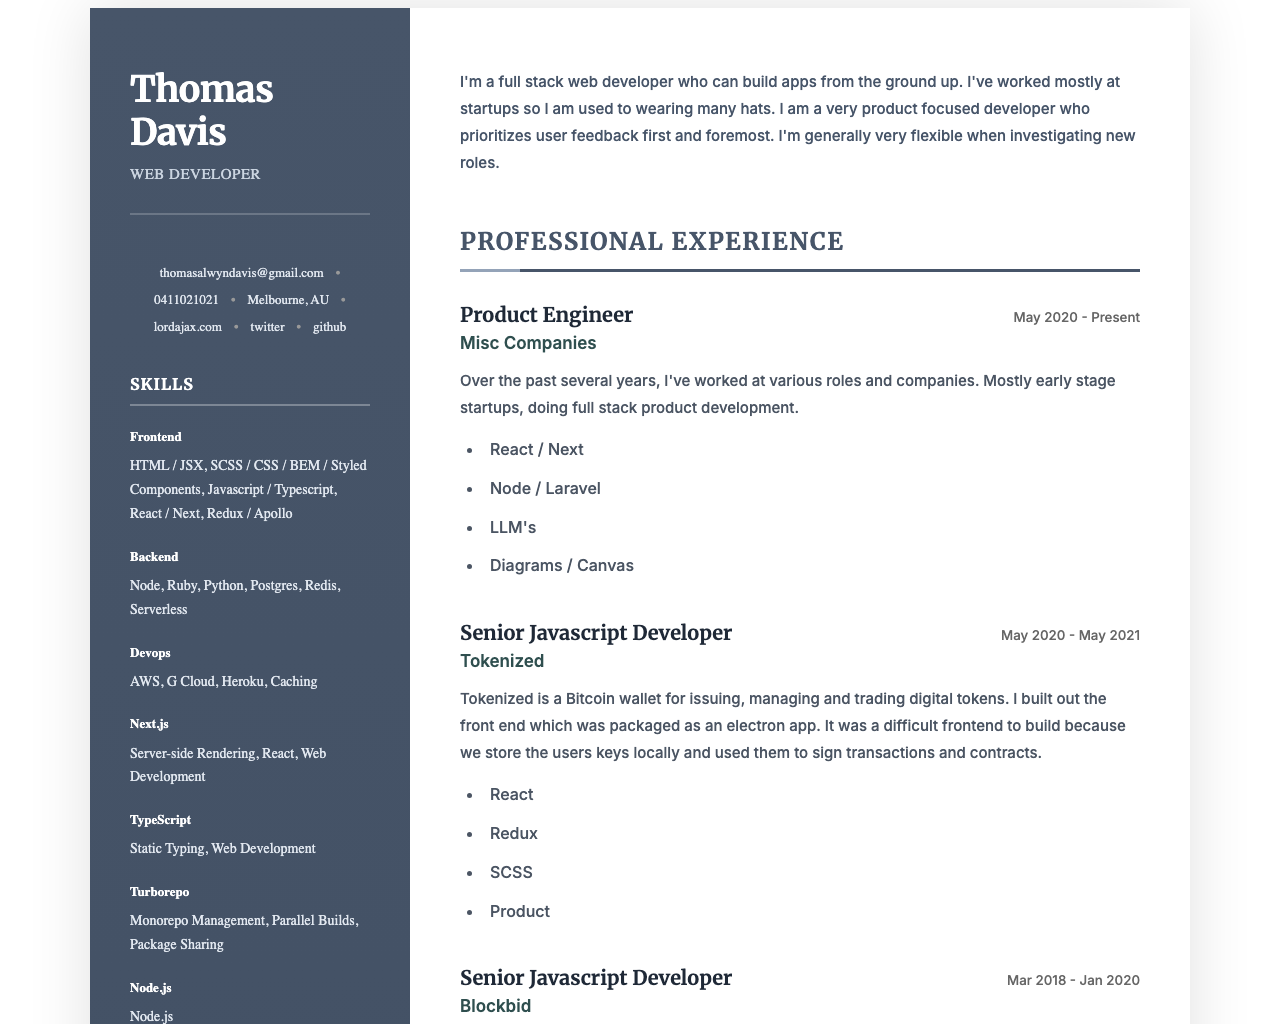 Thomas
Davis
WEB DEVELOPER
thomasalwyndavis@gmail.com •
0411021021 • Melbourne, AU •
lordajax.com • twitter • github
SKILLS
Frontend
HTML / JSX, SCSS / CSS / BEM / Styled
Components, Javascript / Typescript,
React / Next, Redux / Apollo
Backend
Node, Ruby, Python, Postgres, Redis,
Serverless
Devops
AWS, G Cloud, Heroku, Caching
Next.js
Server-side Rendering, React, Web
Development
TypeScript
Static Typing, Web Development
Turborepo
Monorepo Management, Parallel Builds,
Package Sharing
Node.js
Node.js
I'm a full stack web developer who can build apps from the ground up. I've worked mostly at
startups so I am used to wearing many hats. I am a very product focused developer who
prioritizes user feedback first and foremost. I'm generally very flexible when investigating new
roles.
PROFESSIONAL EXPERIENCE
Product Engineer
May 2020 - Present
Misc Companies
Over the past several years, I've worked at various roles and companies. Mostly early stage
startups, doing full stack product development.
• React / Next
• Node / Laravel
• LLM's
• Diagrams / Canvas
Senior Javascript Developer
May 2020 - May 2021
Tokenized
Tokenized is a Bitcoin wallet for issuing, managing and trading digital tokens. I built out the
front end which was packaged as an electron app. It was a difficult frontend to build because
we store the users keys locally and used them to sign transactions and contracts.
• React
• Redux
• SCSS
• Product
Senior Javascript Developer
Mar 2018 - Jan 2020
Blockbid